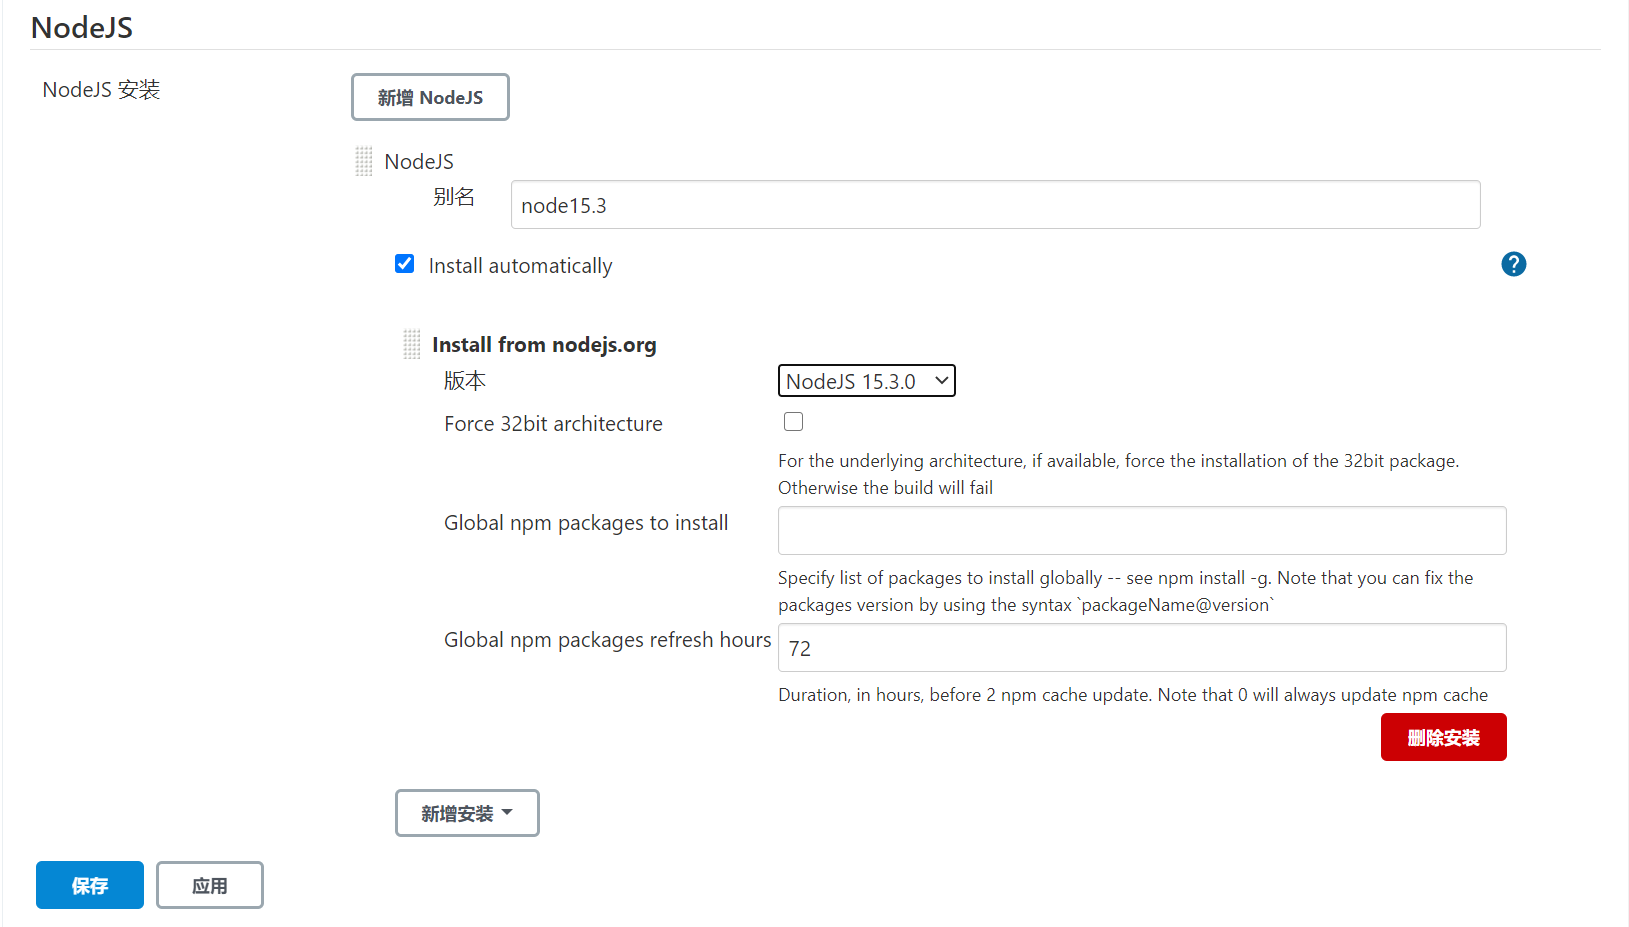 NodeJS
NodeJS 安装
新增 NodeJS
NodeJS
别名
node15.3
Install automatically
?
Install from nodejs.org
版本
NodeJS 15.3.0
Force 32bit architecture
For the underlying architecture, if available, force the installation of the 32bit package.
Otherwise the build will fail
Global npm packages to install
Specify list of packages to install globally -- see npm install -g. Note that you can fix the
packages version by using the syntax `packageName@version`
Global npm packages refresh hours
72
Duration, in hours, before 2 npm cache update. Note that 0 will always update npm cache
删除安装
新增安装
保存
应用